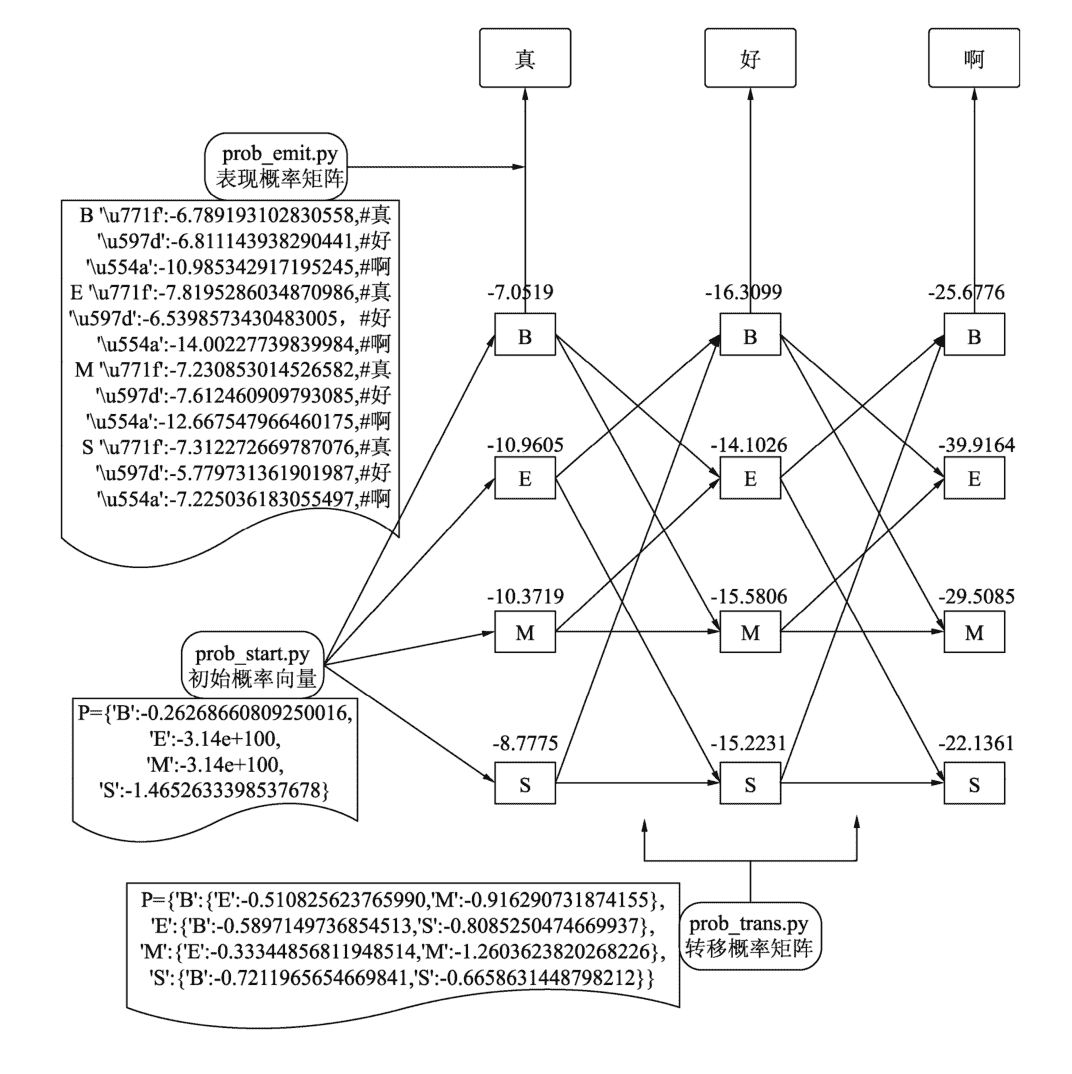 真
好
啊
prob_emit.py
表现概率矩阵
B '\u771f':-6.789193102830558,#真
'\u597d':-6.811143938290441,#好
'\u554a':-10.985342917195245,#啊
E '\u771f':-7.8195286034870986,#真
'\u597d':-6.5398573430483005，#好
'\u554a':-14.00227739839984,#啊
M '\u771f':-7.230853014526582,#真
'\u597d':-7.612460909793085,#好
'\u554a':-12.667547966460175,#啊
S '\u771f':-7.312272669787076,#真
'\u597d':-5.779731361901987,#好
'\u554a':-7.225036183055497,#啊
-7.0519
-16.3099
-25.6776
B
B
B
-10.9605
-14.1026
-39.9164
E
E
E
-10.3719
-15.5806
-29.5085
M
M
M
prob_start.py
初始概率向量
P={'B':-0.26268660809250016,
'E':-3.14e+100,
'M':-3.14e+100,
'S':-1.4652633398537678}
-8.7775
-15.2231
-22.1361
S
S
S
P={'B':{'E':-0.510825623765990,'M':-0.916290731874155},
'E':{'B':-0.5897149736854513,'S':-0.8085250474669937},
'M':{'E':-0.33344856811948514,'M':-1.2603623820268226},
'S':{'B':-0.7211965654669841,'S':-0.6658631448798212}}
prob_trans.py
转移概率矩阵